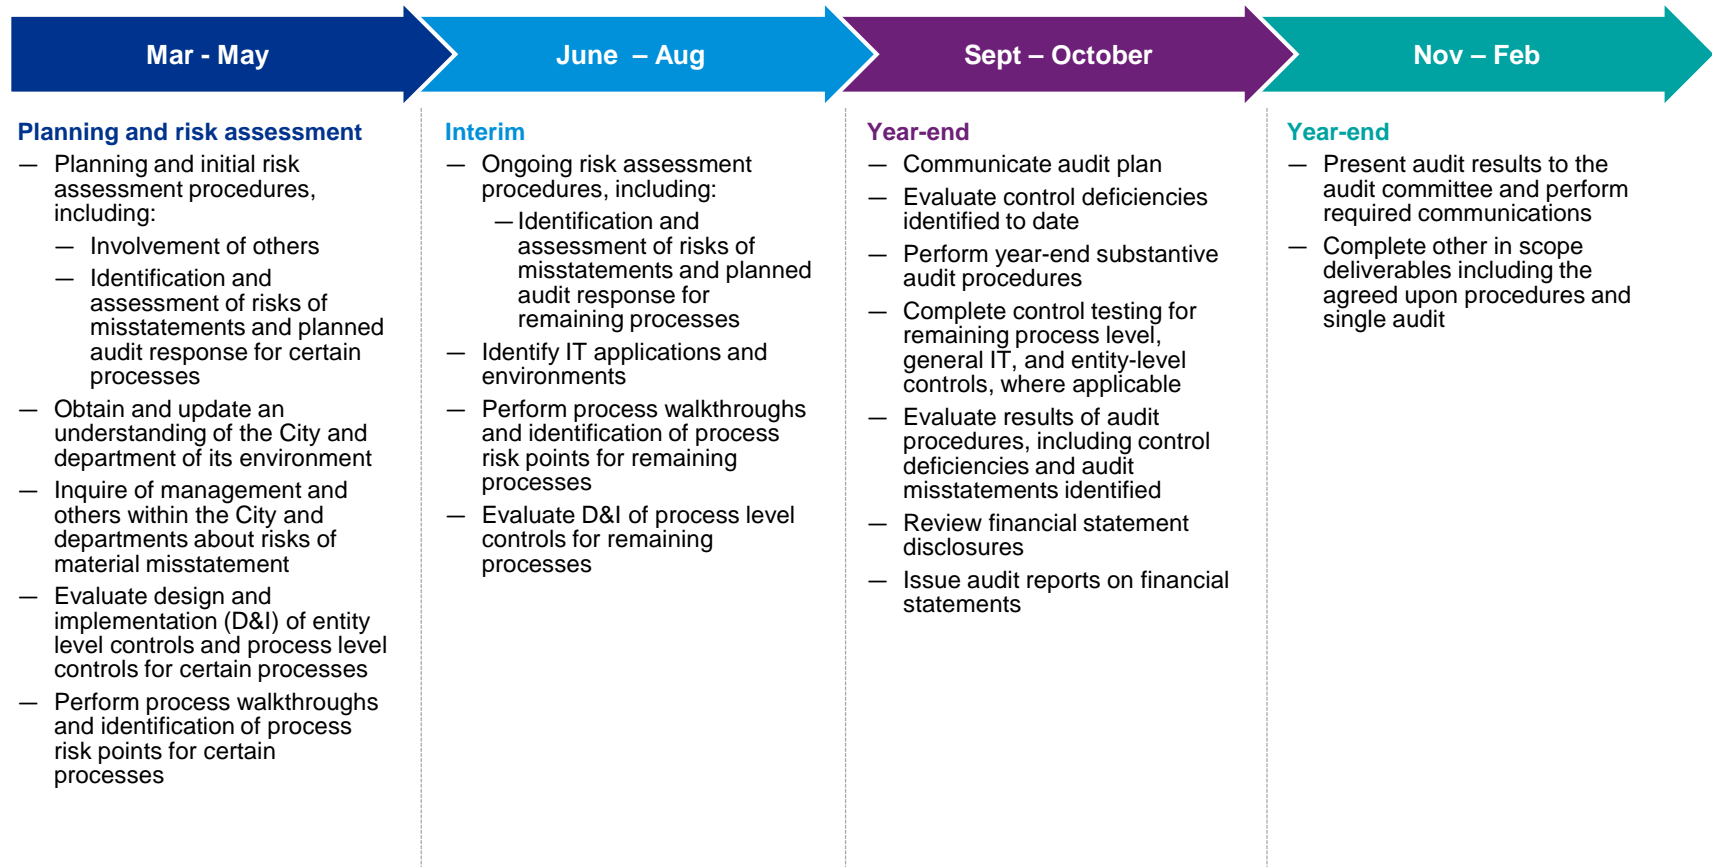 Mar - May
June – Aug
Sept – October
Nov – Feb
Planning and risk assessment
— Planning and initial risk
assessment procedures,
including:
— Involvement of others
— Identification and
assessment of risks of
misstatements and planned
audit response for certain
processes
— Obtain and update an
understanding of the City and
department of its environment
— Inquire of management and
others within the City and
departments about risks of
material misstatement
— Evaluate design and
implementation (D&I) of entity
level controls and process level
controls for certain processes
— Perform process walkthroughs
and identification of process
risk points for certain
processes
Interim
— Ongoing risk assessment
procedures, including:
— Identification and
assessment of risks of
misstatements and planned
audit response for
remaining processes
— Identify IT applications and
environments
— Perform process walkthroughs
and identification of process
risk points for remaining
processes
— Evaluate D&I of process level
controls for remaining
processes
Year-end
— Communicate audit plan
— Evaluate control deficiencies
identified to date
— Perform year-end substantive
audit procedures
— Complete control testing for
remaining process level,
general IT, and entity-level
controls, where applicable
— Evaluate results of audit
procedures, including control
deficiencies and audit
misstatements identified
— Review financial statement
disclosures
— Issue audit reports on financial
statements
Year-end
— Present audit results to the
audit committee and perform
required communications
— Complete other in scope
deliverables including the
agreed upon procedures and
single audit